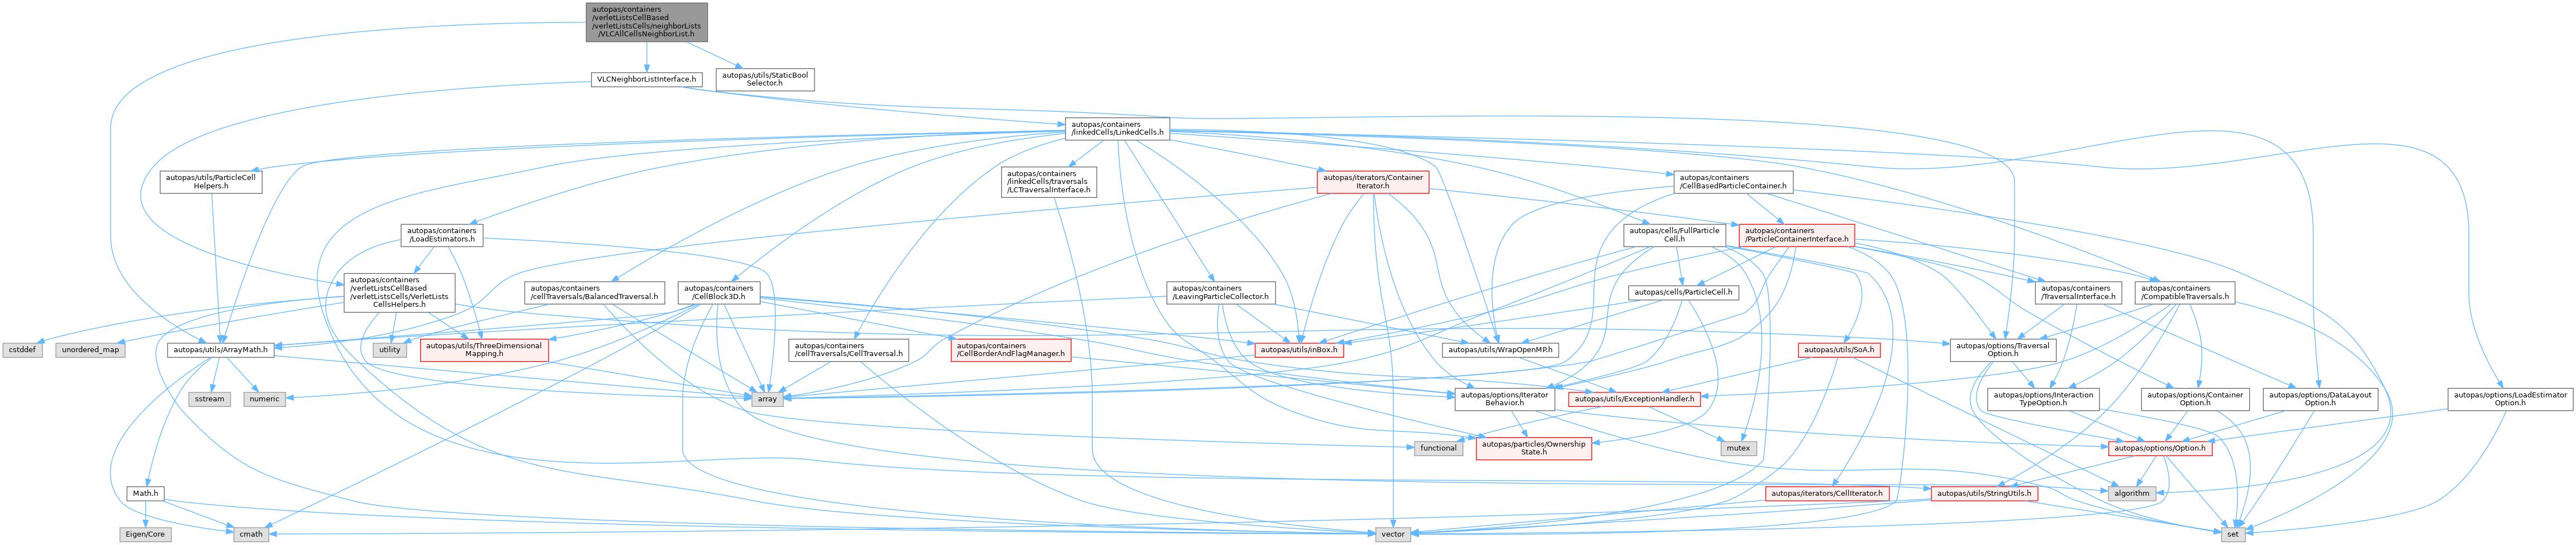 autopas/containers
/verletListsCellBased
/verletListsCells/neighborLists
/VLCAllCellsNeighborList.h
VLCNeighborListInterface.h
autopas/utils/StaticBool
Selector.h
autopas/containers
/linkedCells/LinkedCells.h
autopas/utils/ParticleCell
Helpers.h
autopas/containers
/linkedCells/traversals
/LCTraversalInterface.h
autopas/iterators/Container
Iterator.h
autopas/containers
/CellBasedParticleContainer.h
autopas/containers
/LoadEstimators.h
autopas/cells/FullParticle
Cell.h
autopas/containers
/ParticleContainerInterface.h
autopas/containers
/verletListsCellBased
/verletListsCells/VerletLists
CellsHelpers.h
autopas/containers
/cellTraversals/BalancedTraversal.h
autopas/containers
/CellBlock3D.h
autopas/containers
/LeavingParticleCollector.h
autopas/cells/ParticleCell.h
autopas/containers
/TraversalInterface.h
autopas/containers
/CompatibleTraversals.h
cstddef
unordered_map
autopas/utils/ArrayMath.h
utility
autopas/utils/ThreeDimensional
Mapping.h
autopas/containers
/cellTraversals/CellTraversal.h
autopas/containers
/CellBorderAndFlagManager.h
autopas/utils/inBox.h
autopas/utils/WrapOpenMP.h
autopas/utils/SoA.h
autopas/options/Traversal
Option.h
sstream
numeric
array
autopas/options/Iterator
Behavior.h
autopas/utils/ExceptionHandler.h
autopas/options/Interaction
TypeOption.h
autopas/options/Container
Option.h
autopas/options/DataLayout
Option.h
autopas/options/LoadEstimator
Option.h
functional
autopas/particles/Ownership
State.h
mutex
autopas/options/Option.h
Math.h
autopas/iterators/CellIterator.h
autopas/utils/StringUtils.h
algorithm
Eigen/Core
cmath
vector
set